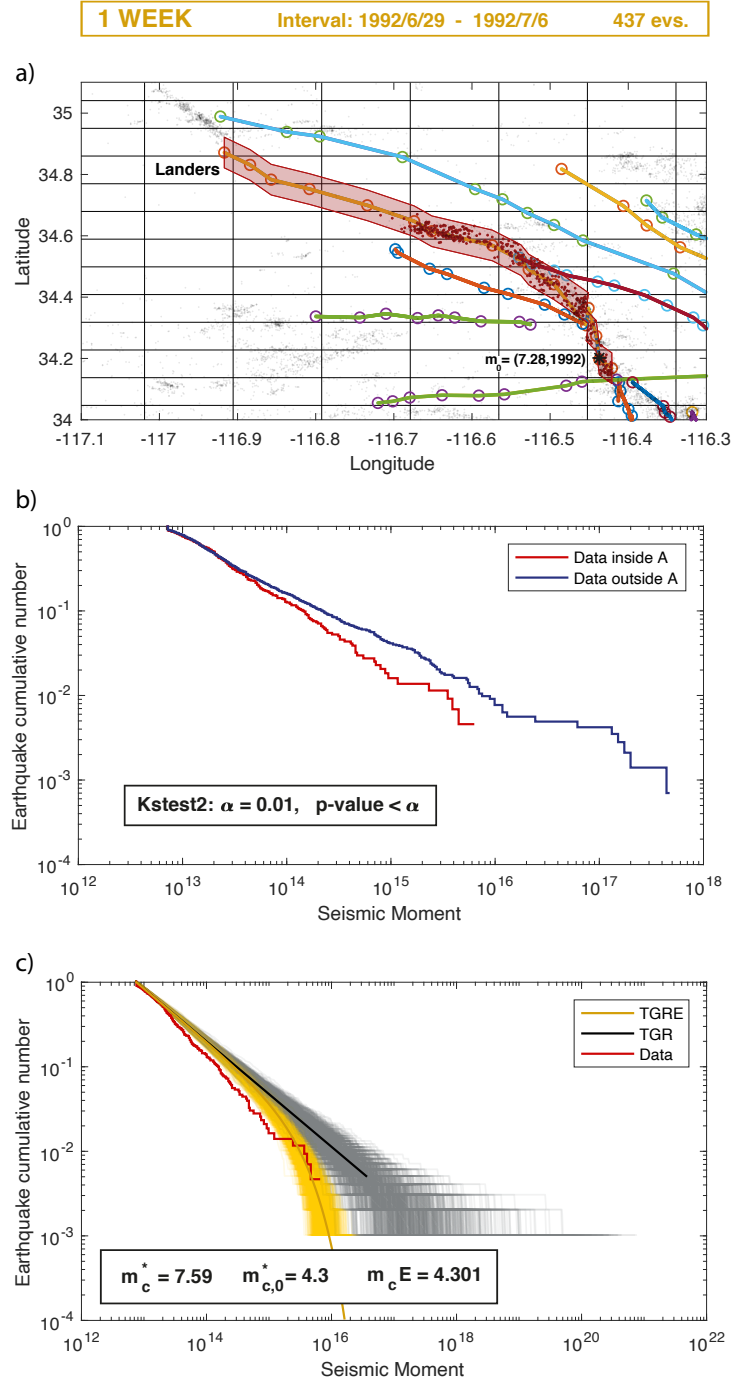 1 WEEK Interval: 1992/6/29 - 1992/7/6 437 evs.
a)
35
34.8
34.6
34.4
34.2
34
Latitude
Landers
m0= (7.28,1992)
-117.1 -117 -116.9 -116.8 -116.7 -116.6 -116.5 -116.4 -116.3
Longitude
b)
10^0
10^-1
10^-2
10^-3
10^-4
Earthquake cumulative number
Data inside A
Data outside A
Kstest2: α = 0.01, p-value < α
10^12 10^13 10^14 10^15 10^16 10^17 10^18
Seismic Moment
c)
10^0
10^-1
10^-2
10^-3
10^-4
Earthquake cumulative number
TGRE
TGR
Data
m*c = 7.59 m*c,0 = 4.3 mcE = 4.301
10^12 10^14 10^16 10^18 10^20 10^22
Seismic Moment